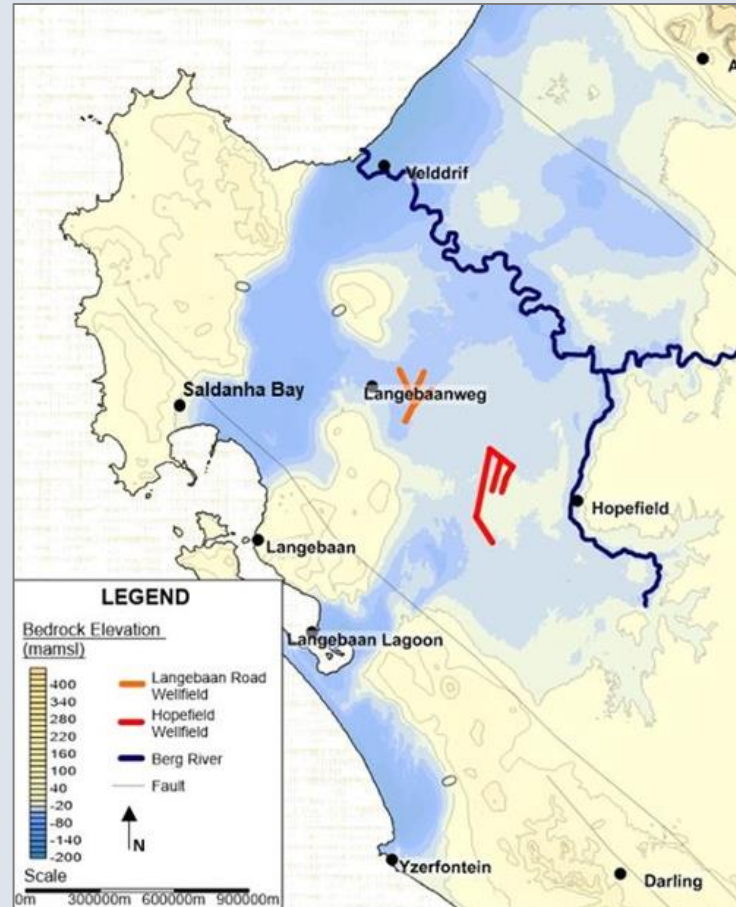 A
Velddrif
Saldanha Bay
Langebaanweg
Hopefield
Langebaan
LEGEND
Bedrock Elevation
(mamsl)
400
340
280
220
160
100
40
-20
-80
-140
-200
Langebaan Road
Wellfield
Hopefield
Wellfield
Berg River
Fault
N
Scale
0m 300000m 600000m 900000m
Langebaan Lagoon
Yzerfontein
Darling